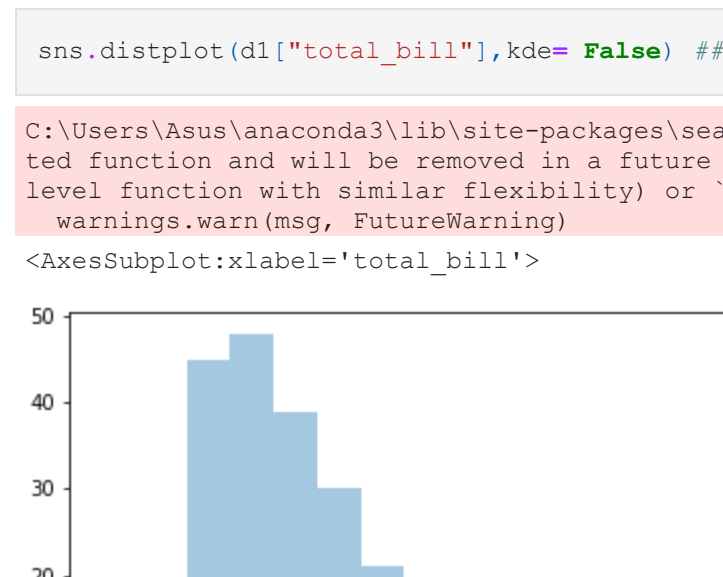 sns.distplot(d1["total_bill"],kde= False) ##
C:\Users\Asus\anaconda3\lib\site-packages\sea
ted function and will be removed in a future
level function with similar flexibility) or `
warnings.warn(msg, FutureWarning)
<AxesSubplot:xlabel='total_bill'>
50
40
30
20